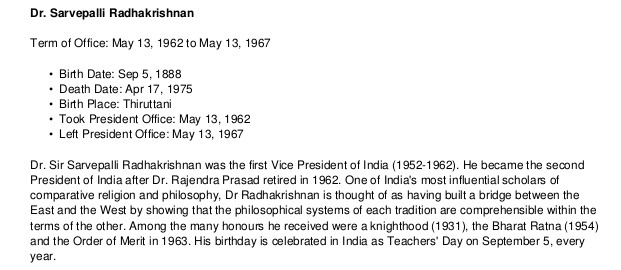 Dr. Sarvepalli Radhakrishnan
Term of Office: May 13, 1962 to May 13, 1967
• Birth Date: Sep 5, 1888
• Death Date: Apr 17, 1975
• Birth Place: Thiruttani
• Took President Office: May 13, 1962
• Left President Office: May 13, 1967
Dr. Sir Sarvepalli Radhakrishnan was the first Vice President of India (1952-1962). He became the second
President of India after Dr. Rajendra Prasad retired in 1962. One of India's most influential scholars of
comparative religion and philosophy, Dr Radhakrishnan is thought of as having built a bridge between the
East and the West by showing that the philosophical systems of each tradition are comprehensible within the
terms of the other. Among the many honours he received were a knighthood (1931), the Bharat Ratna (1954)
and the Order of Merit in 1963. His birthday is celebrated in India as Teachers' Day on September 5, every
year.